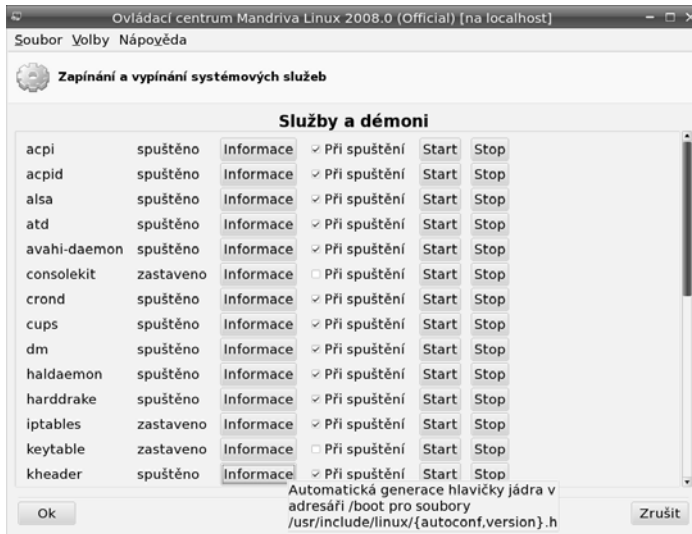 Ovládací centrum Mandriva Linux 2008.0 (Official) [na localhost]
Soubor Volby Nápověda
Zapínání a vypínání systémových služeb
Služby a démoni
acpi spuštěno Informace Při spuštění Start Stop
acpid spuštěno Informace Při spuštění Start Stop
alsa spuštěno Informace Při spuštění Start Stop
atd spuštěno Informace Při spuštění Start Stop
avahi-daemon spuštěno Informace Při spuštění Start Stop
consolekit zastaveno Informace Při spuštění Start Stop
crond spuštěno Informace Při spuštění Start Stop
cups spuštěno Informace Při spuštění Start Stop
dm spuštěno Informace Při spuštění Start Stop
haldaemon spuštěno Informace Při spuštění Start Stop
harddrake spuštěno Informace Při spuštění Start Stop
iptables zastaveno Informace Při spuštění Start Stop
keytable zastaveno Informace Při spuštění Start Stop
kheader spuštěno Informace Při spuštění Start Stop
Automatická generace hlavičky jádra v
adresáři /boot pro soubory
/usr/include/linux/{autoconf,version}.h
Ok Zrušit